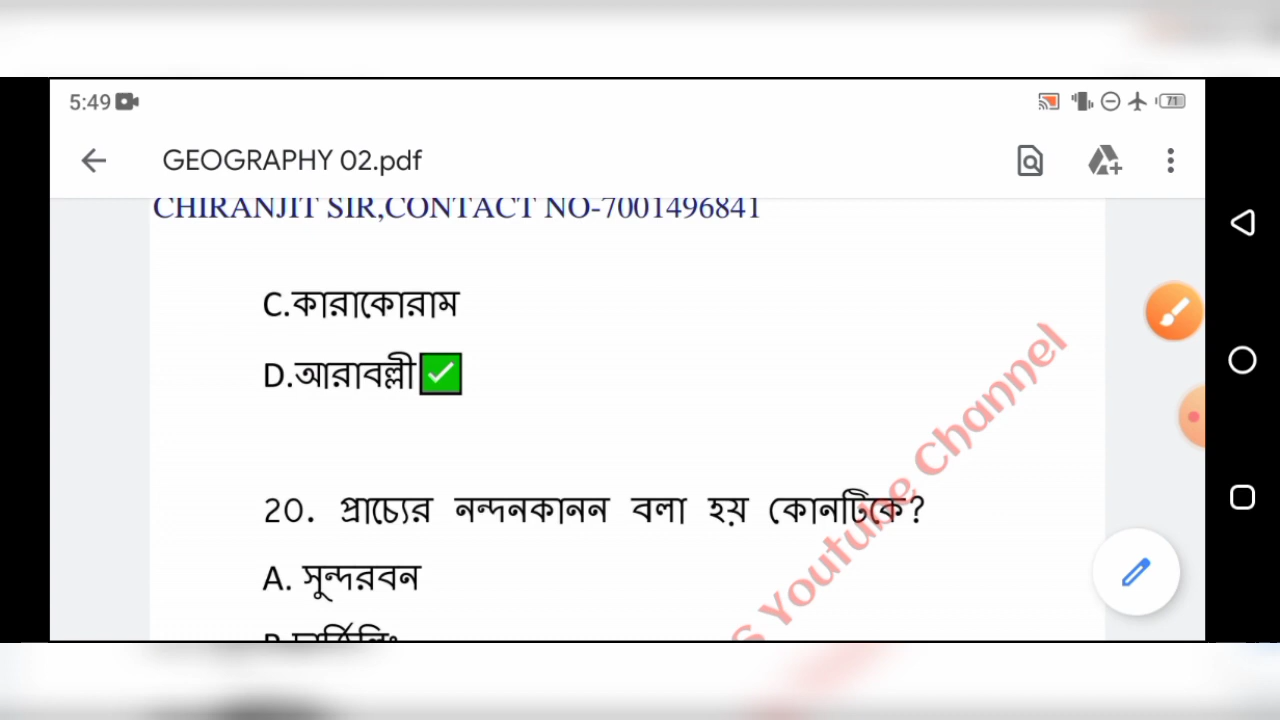 5:49
71
GEOGRAPHY 02.pdf
CHIRANJIT SIR,CONTACT NO-7001496841
C.কারাকোরাম
D.আরাবল্লী
20. প্রাচ্যের নন্দনকানন বলা হয় কোনটিকে?
A. সুন্দরবন
Youtube Channel